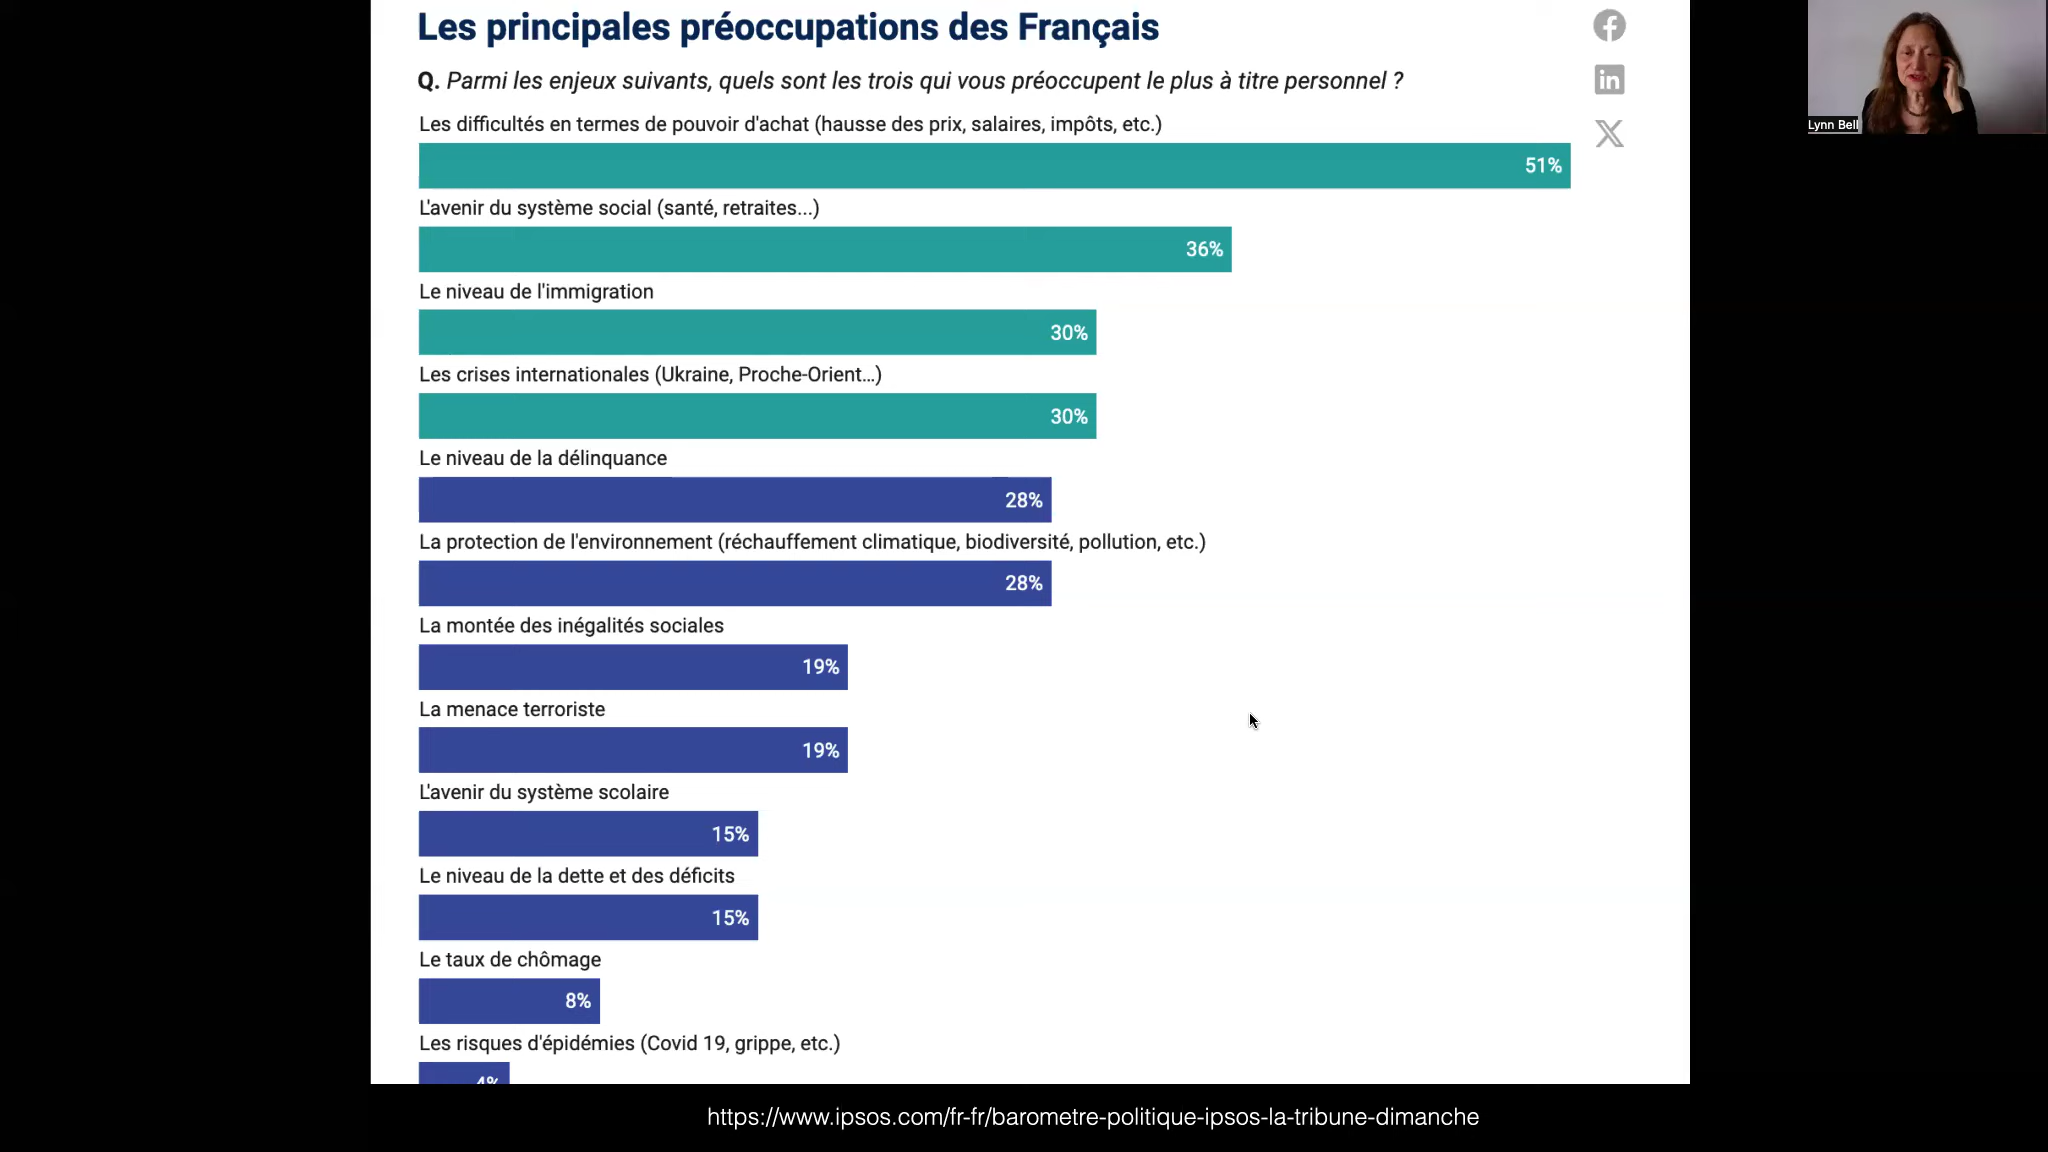 Les principales préoccupations des Français
Q. Parmi les enjeux suivants, quels sont les trois qui vous préoccupent le plus à titre personnel ?
Les difficultés en termes de pouvoir d'achat (hausse des prix, salaires, impôts, etc.)
51%
L'avenir du système social (santé, retraites...)
36%
Le niveau de l'immigration
30%
Les crises internationales (Ukraine, Proche-Orient...)
30%
Le niveau de la délinquance
28%
La protection de l'environnement (réchauffement climatique, biodiversité, pollution, etc.)
28%
La montée des inégalités sociales
19%
La menace terroriste
19%
L'avenir du système scolaire
15%
Le niveau de la dette et des déficits
15%
Le taux de chômage
8%
Les risques d'épidémies (Covid 19, grippe, etc.)
4%
https://www.ipsos.com/fr-fr/barometre-politique-ipsos-la-tribune-dimanche
Lynn Bell